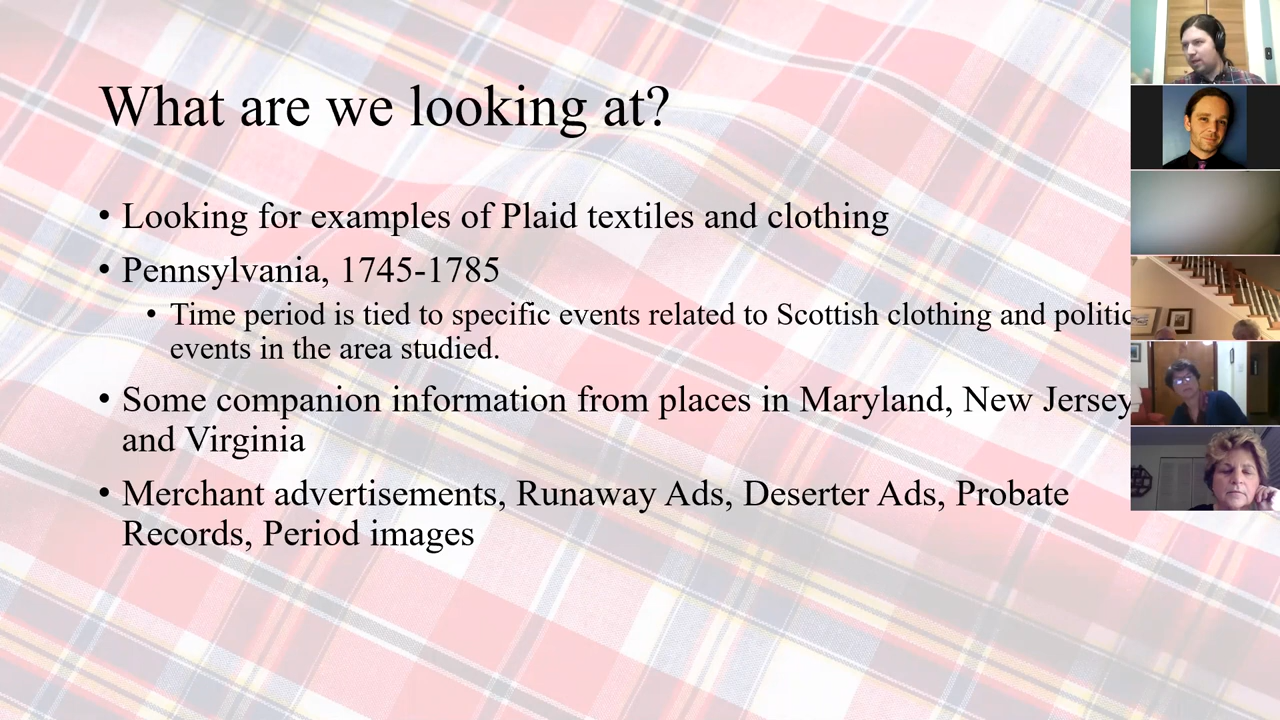 What are we looking at?
• Looking for examples of Plaid textiles and clothing
• Pennsylvania, 1745-1785
• Time period is tied to specific events related to Scottish clothing and
events in the area studied.
• Some companion information from places in Maryland, New Jersey
and Virginia
• Merchant advertisements, Runaway Ads, Deserter Ads, Probate
Records, Period images